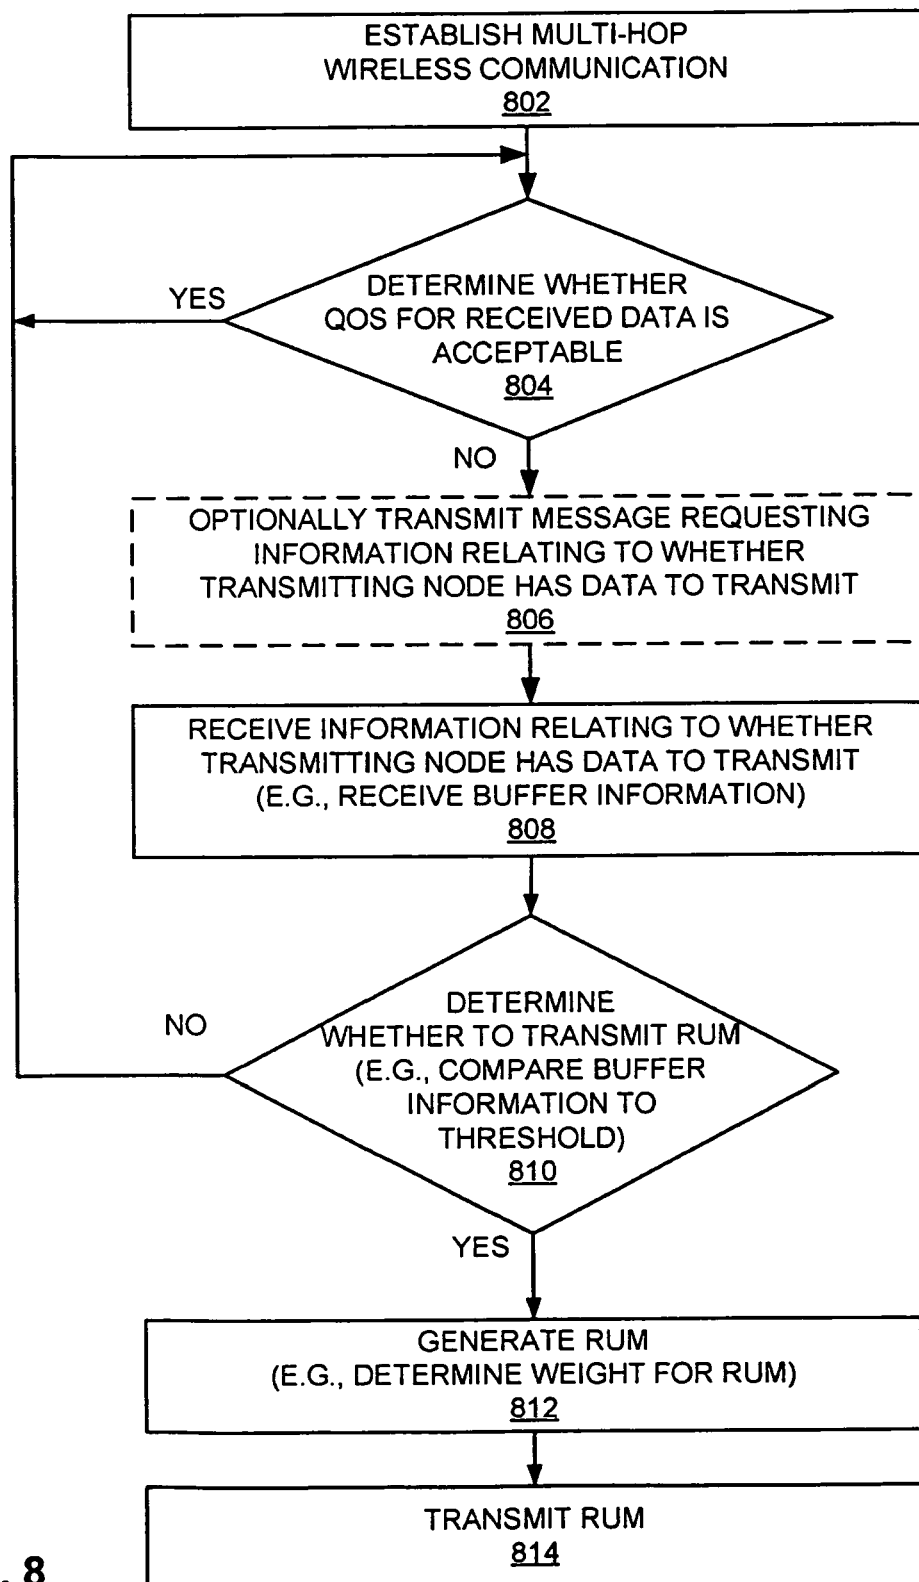 ESTABLISH MULTI-HOP
WIRELESS COMMUNICATION
802
YES
DETERMINE WHETHER
QOS FOR RECEIVED DATA IS
ACCEPTABLE
804
NO
OPTIONALLY TRANSMIT MESSAGE REQUESTING
INFORMATION RELATING TO WHETHER
TRANSMITTING NODE HAS DATA TO TRANSMIT
806
RECEIVE INFORMATION RELATING TO WHETHER
TRANSMITTING NODE HAS DATA TO TRANSMIT
(E.G., RECEIVE BUFFER INFORMATION)
808
NO
DETERMINE
WHETHER TO TRANSMIT RUM
(E.G., COMPARE BUFFER
INFORMATION TO
THRESHOLD)
810
YES
GENERATE RUM
(E.G., DETERMINE WEIGHT FOR RUM)
812
TRANSMIT RUM
814
. 8